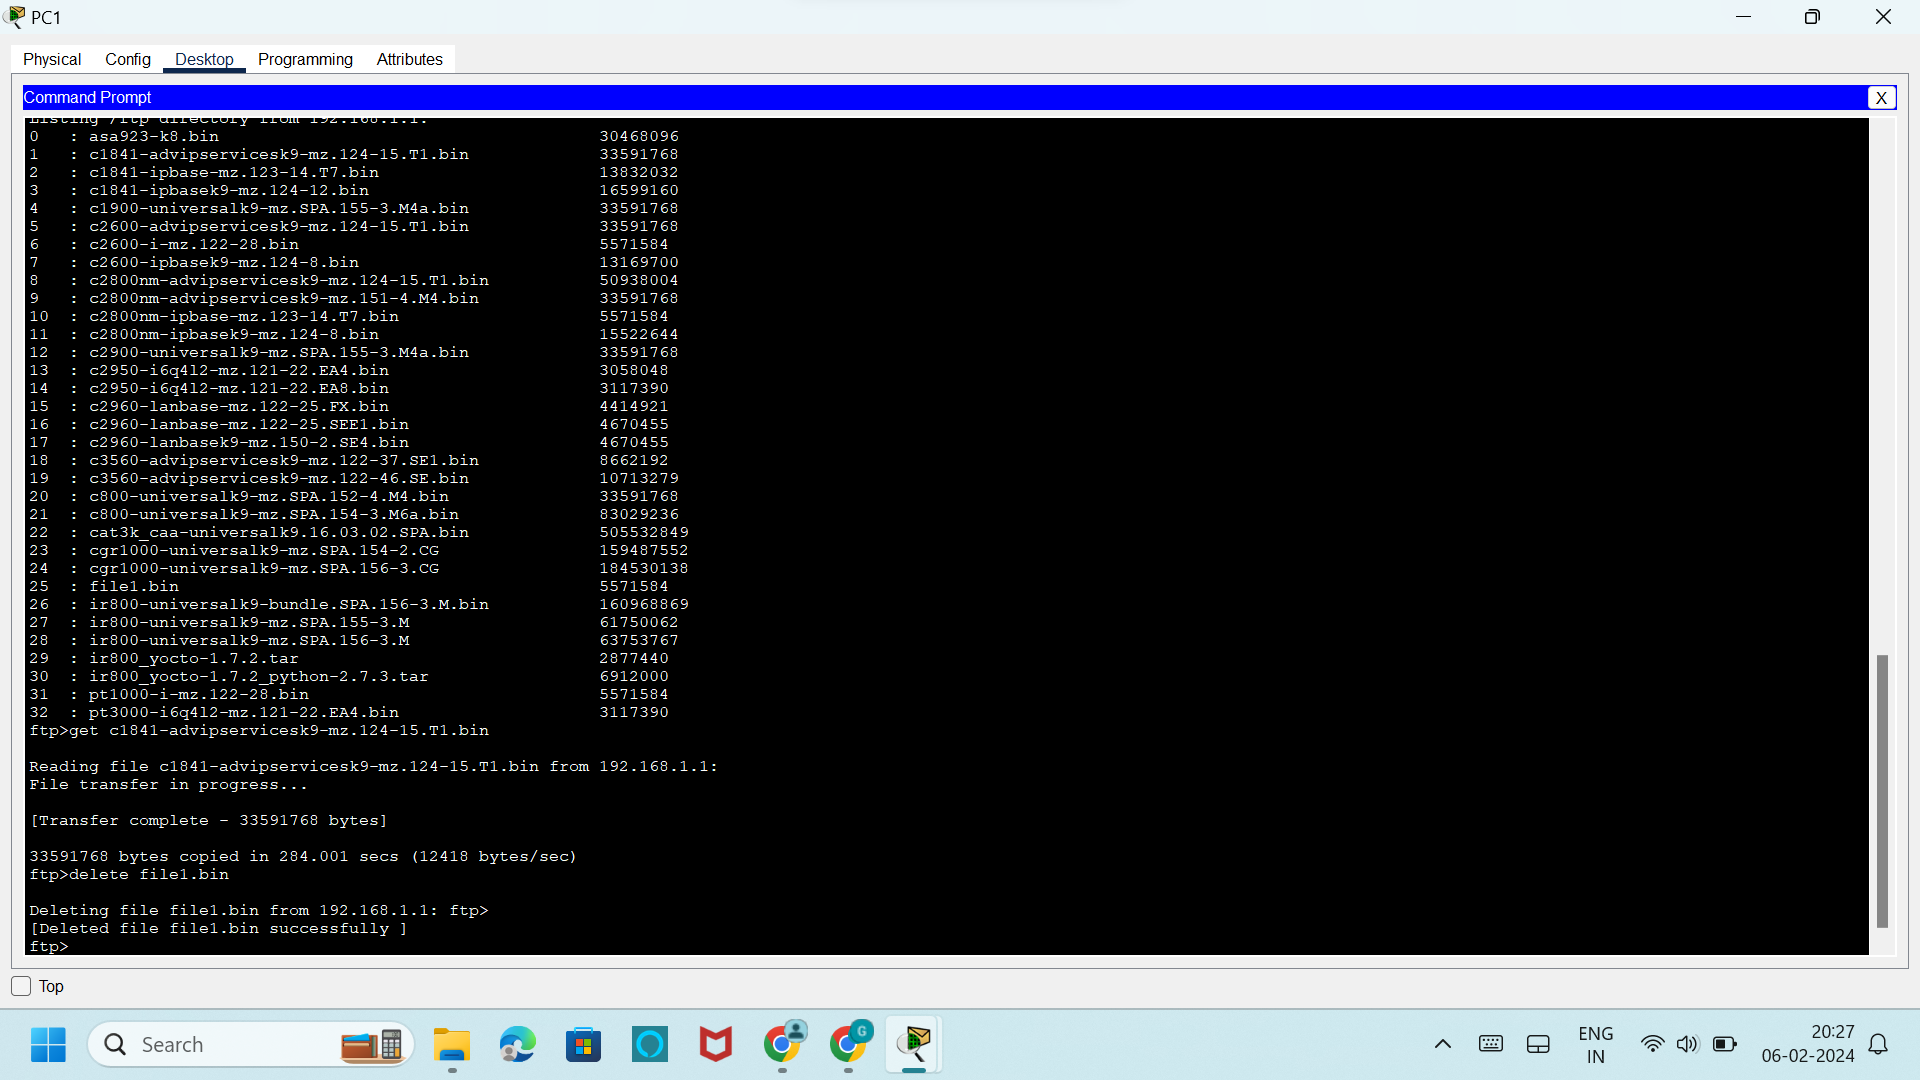 PC1
Physical Config Desktop Programming Attributes
Command Prompt X
Listing /ftp directory from 192.168.1.1:
0 : asa923-k8.bin 30468096
1 : c1841-advipservicesk9-mz.124-15.T1.bin 33591768
2 : c1841-ipbase-mz.123-14.T7.bin 13832032
3 : c1841-ipbasek9-mz.124-12.bin 16599160
4 : c1900-universalk9-mz.SPA.155-3.M4a.bin 33591768
5 : c2600-advipservicesk9-mz.124-15.T1.bin 33591768
6 : c2600-i-mz.122-28.bin 5571584
7 : c2600-ipbasek9-mz.124-8.bin 13169700
8 : c2800nm-advipservicesk9-mz.124-15.T1.bin 50938004
9 : c2800nm-advipservicesk9-mz.151-4.M4.bin 33591768
10 : c2800nm-ipbase-mz.123-14.T7.bin 5571584
11 : c2800nm-ipbasek9-mz.124-8.bin 15522644
12 : c2900-universalk9-mz.SPA.155-3.M4a.bin 33591768
13 : c2950-i6q4l2-mz.121-22.EA4.bin 3058048
14 : c2950-i6q4l2-mz.121-22.EA8.bin 3117390
15 : c2960-lanbase-mz.122-25.FX.bin 4414921
16 : c2960-lanbase-mz.122-25.SEE1.bin 4670455
17 : c2960-lanbasek9-mz.150-2.SE4.bin 4670455
18 : c3560-advipservicesk9-mz.122-37.SE1.bin 8662192
19 : c3560-advipservicesk9-mz.122-46.SE.bin 10713279
20 : c800-universalk9-mz.SPA.152-4.M4.bin 33591768
21 : c800-universalk9-mz.SPA.154-3.M6a.bin 83029236
22 : cat3k_caa-universalk9.16.03.02.SPA.bin 505532849
23 : cgr1000-universalk9-mz.SPA.154-2.CG 159487552
24 : cgr1000-universalk9-mz.SPA.156-3.CG 184530138
25 : file1.bin 5571584
26 : ir800-universalk9-bundle.SPA.156-3.M.bin 160968869
27 : ir800-universalk9-mz.SPA.155-3.M 61750062
28 : ir800-universalk9-mz.SPA.156-3.M 63753767
29 : ir800_yocto-1.7.2.tar 2877440
30 : ir800_yocto-1.7.2_python-2.7.3.tar 6912000
31 : pt1000-i-mz.122-28.bin 5571584
32 : pt3000-i6q4l2-mz.121-22.EA4.bin 3117390
ftp>get c1841-advipservicesk9-mz.124-15.T1.bin
Reading file c1841-advipservicesk9-mz.124-15.T1.bin from 192.168.1.1:
File transfer in progress...
[Transfer complete - 33591768 bytes]
33591768 bytes copied in 284.001 secs (12418 bytes/sec)
ftp>delete file1.bin
Deleting file file1.bin from 192.168.1.1: ftp>
[Deleted file file1.bin successfully ]
ftp>
Top
Search
G
ENG
IN
20:27
06-02-2024